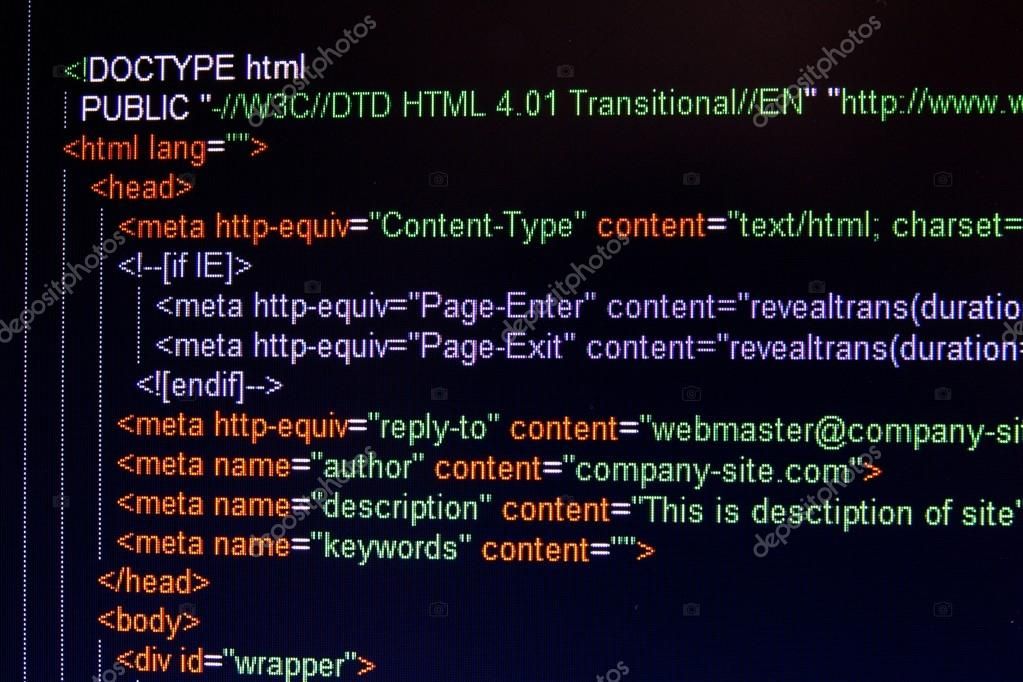 <!DOCTYPE html
PUBLIC "-//W3C//DTD HTML 4.01 Transitional//EN" "http://www.w
<html lang="">
<head>
<meta http-equiv="Content-Type" content="text/html; charset=
<!--[if IE]>
<meta http-equiv="Page-Enter" content="revealtrans(duratio
<meta http-equiv="Page-Exit" content="revealtrans(duration=
<![endif]-->
<meta http-equiv="reply-to" content="webmaster@company-sit
<meta name="author" content="company-site.com">
<meta name="description" content="This is desctiption of site"
<meta name="keywords" content="">
</head>
<body>
<div id="wrapper">
depositphotos
depositphotos
depositphotos
depositphotos
depositphotos
depositphotos
depositphotos
depositphotos
depositphotos